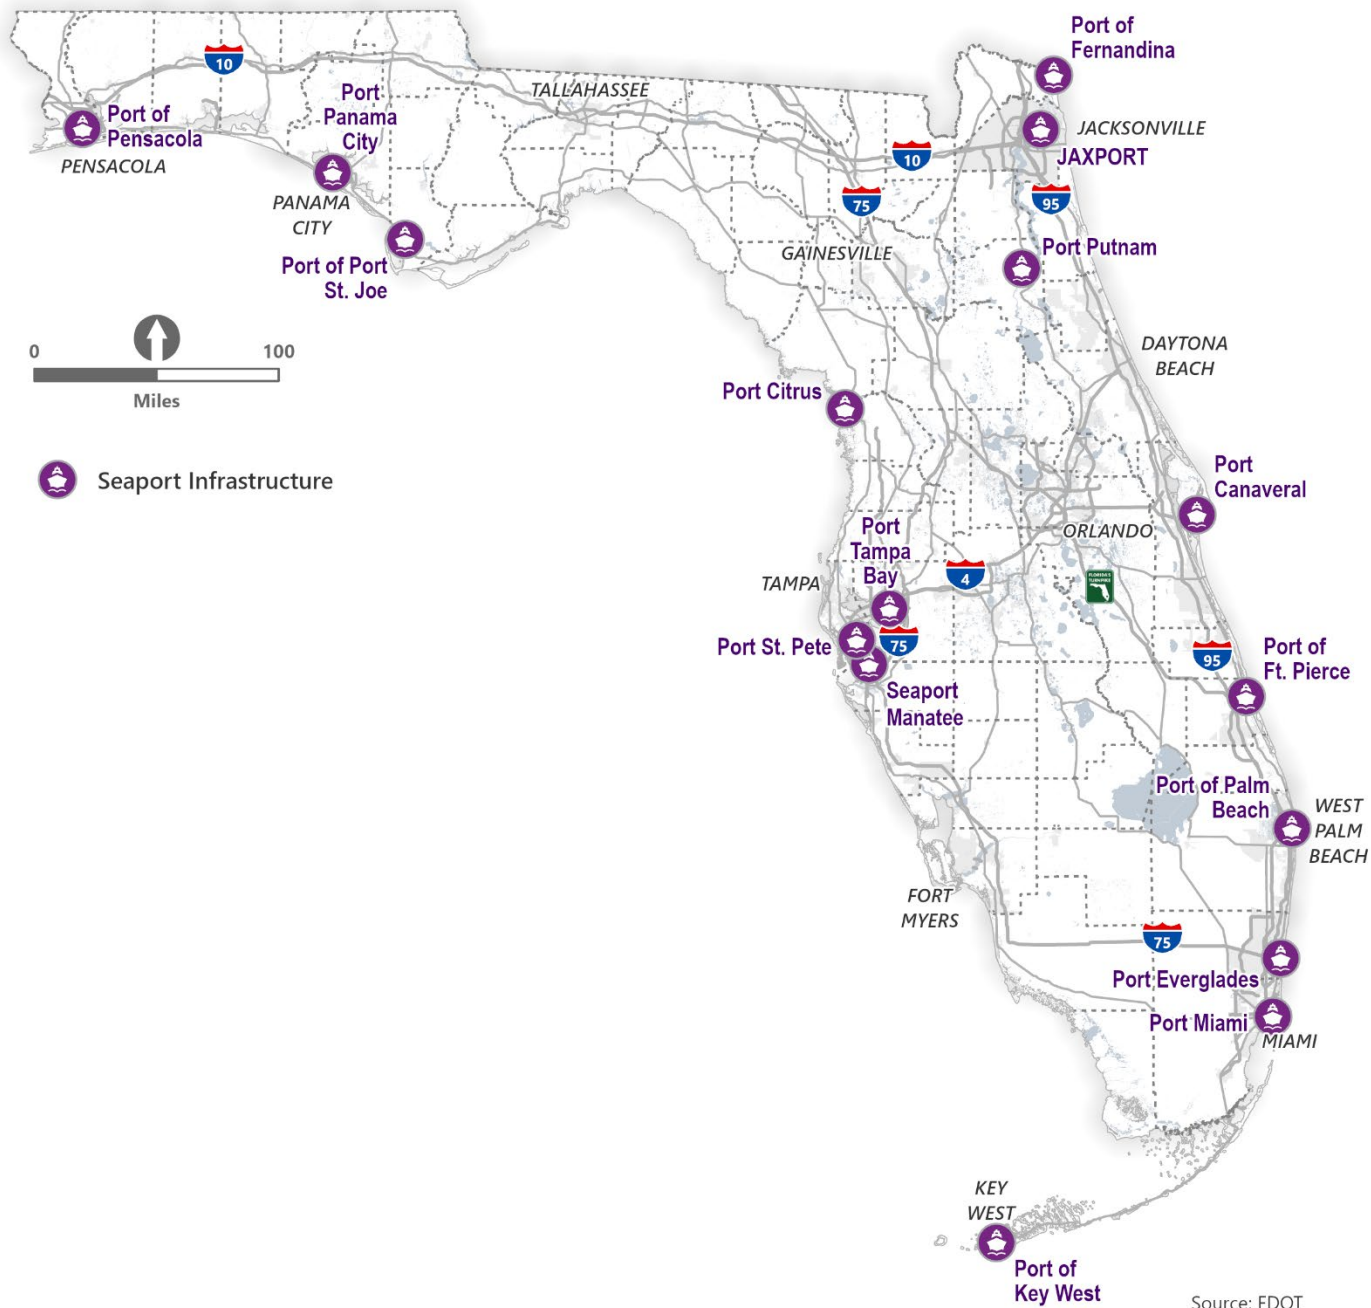 Port of
Fernandina
10
TALLAHASSEE
Port
Panama
City
Port of
Pensacola
PENSACOLA
JACKSONVILLE
JAXPORT
10
75
95
PANAMA
CITY
GAINESVILLE
Port Putnam
Port of Port
St. Joe
0
100
Miles
DAYTONA
BEACH
Port Citrus
Seaport Infrastructure
Port
Canaveral
ORLANDO
Port
Tampa
Bay
TAMPA
4
FLORIDA'S
TURNPIKE
Port St. Pete
75
95
Port of
Ft. Pierce
Seaport
Manatee
Port of Palm
Beach
WEST
PALM
BEACH
FORT
MYERS
75
Port Everglades
Port Miami
MIAMI
KEY
WEST
Port of
Key West
Source: FDOT